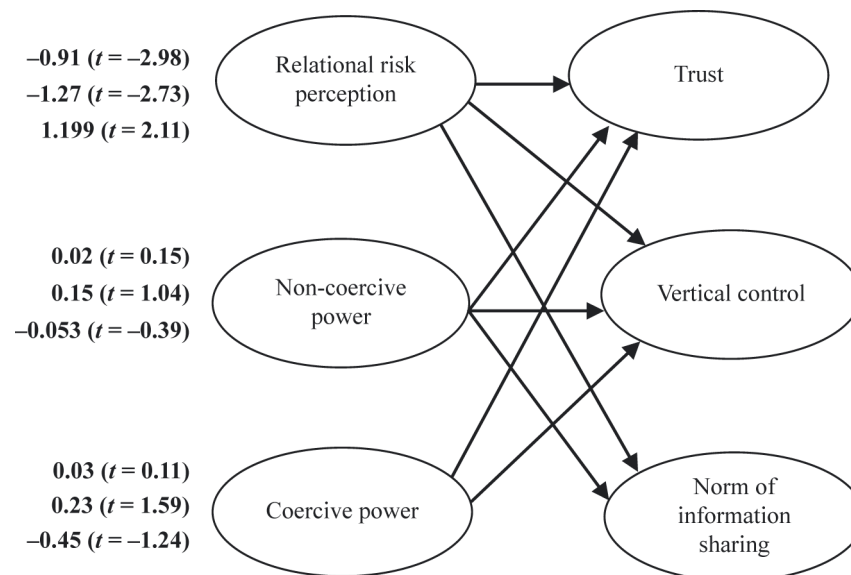 –0.91 (t = –2.98)
–1.27 (t = –2.73)
1.199 (t = 2.11)
Relational risk
perception
Trust
0.02 (t = 0.15)
0.15 (t = 1.04)
–0.053 (t = –0.39)
Non-coercive
power
Vertical control
0.03 (t = 0.11)
0.23 (t = 1.59)
–0.45 (t = –1.24)
Coercive power
Norm of
information
sharing